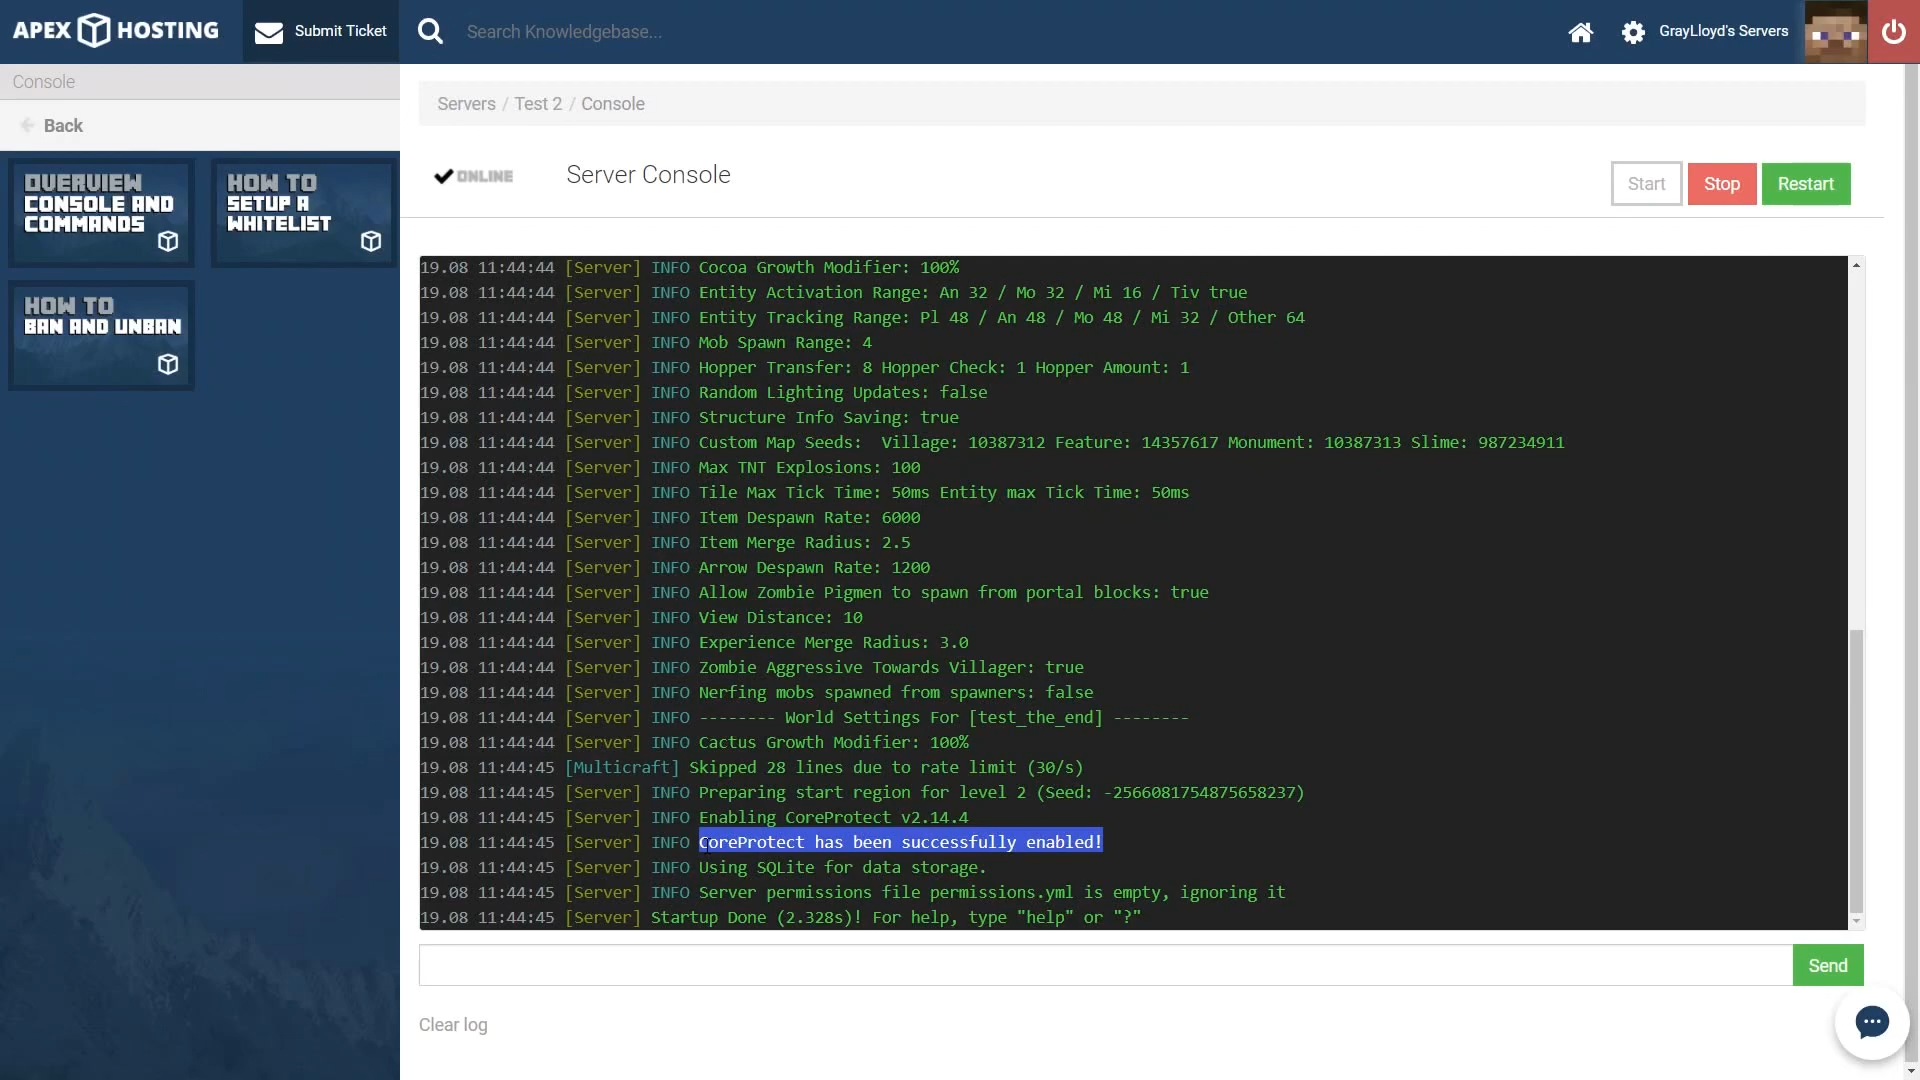 APEX HOSTING
Submit Ticket
Search Knowledgebase...
GrayLloyd's Servers
Console
Back
OVERVIEW
CONSOLE AND
COMMANDS
HOW TO
SETUP A
WHITELIST
HOW TO
BAN AND UNBAN
Servers / Test 2 / Console
ONLINE
Server Console
Start
Stop
Restart
19.08 11:44:44 [Server] INFO Cocoa Growth Modifier: 100%
19.08 11:44:44 [Server] INFO Entity Activation Range: An 32 / Mo 32 / Mi 16 / Tiv true
19.08 11:44:44 [Server] INFO Entity Tracking Range: Pl 48 / An 48 / Mo 48 / Mi 32 / Other 64
19.08 11:44:44 [Server] INFO Mob Spawn Range: 4
19.08 11:44:44 [Server] INFO Hopper Transfer: 8 Hopper Check: 1 Hopper Amount: 1
19.08 11:44:44 [Server] INFO Random Lighting Updates: false
19.08 11:44:44 [Server] INFO Structure Info Saving: true
19.08 11:44:44 [Server] INFO Custom Map Seeds:  Village: 10387312 Feature: 14357617 Monument: 10387313 Slime: 987234911
19.08 11:44:44 [Server] INFO Max TNT Explosions: 100
19.08 11:44:44 [Server] INFO Tile Max Tick Time: 50ms Entity max Tick Time: 50ms
19.08 11:44:44 [Server] INFO Item Despawn Rate: 6000
19.08 11:44:44 [Server] INFO Item Merge Radius: 2.5
19.08 11:44:44 [Server] INFO Arrow Despawn Rate: 1200
19.08 11:44:44 [Server] INFO Allow Zombie Pigmen to spawn from portal blocks: true
19.08 11:44:44 [Server] INFO View Distance: 10
19.08 11:44:44 [Server] INFO Experience Merge Radius: 3.0
19.08 11:44:44 [Server] INFO Zombie Aggressive Towards Villager: true
19.08 11:44:44 [Server] INFO Nerfing mobs spawned from spawners: false
19.08 11:44:44 [Server] INFO -------- World Settings For [test_the_end] --------
19.08 11:44:44 [Server] INFO Cactus Growth Modifier: 100%
19.08 11:44:45 [Multicraft] Skipped 28 lines due to rate limit (30/s)
19.08 11:44:45 [Server] INFO Preparing start region for level 2 (Seed: -2566081754875658237)
19.08 11:44:45 [Server] INFO Enabling CoreProtect v2.14.4
19.08 11:44:45 [Server] INFO CoreProtect has been successfully enabled!
19.08 11:44:45 [Server] INFO Using SQLite for data storage.
19.08 11:44:45 [Server] INFO Server permissions file permissions.yml is empty, ignoring it
19.08 11:44:45 [Server] Startup Done (2.328s)! For help, type "help" or "?"
Send
Clear log